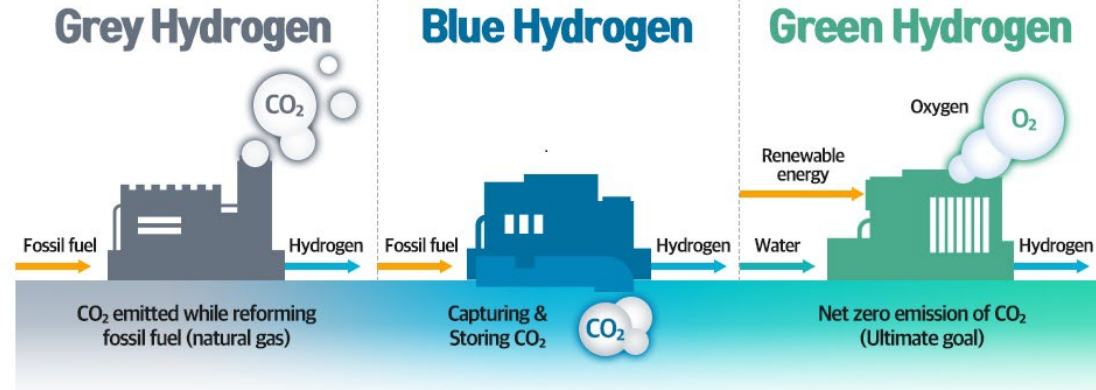 Grey Hydrogen
CO₂
Fossil fuel
Hydrogen
CO₂ emitted while reforming
fossil fuel (natural gas)
Blue Hydrogen
Fossil fuel
Hydrogen
Capturing &
Storing CO₂
CO₂
Green Hydrogen
Oxygen
O₂
Renewable
energy
Water
Hydrogen
Net zero emission of CO₂
(Ultimate goal)